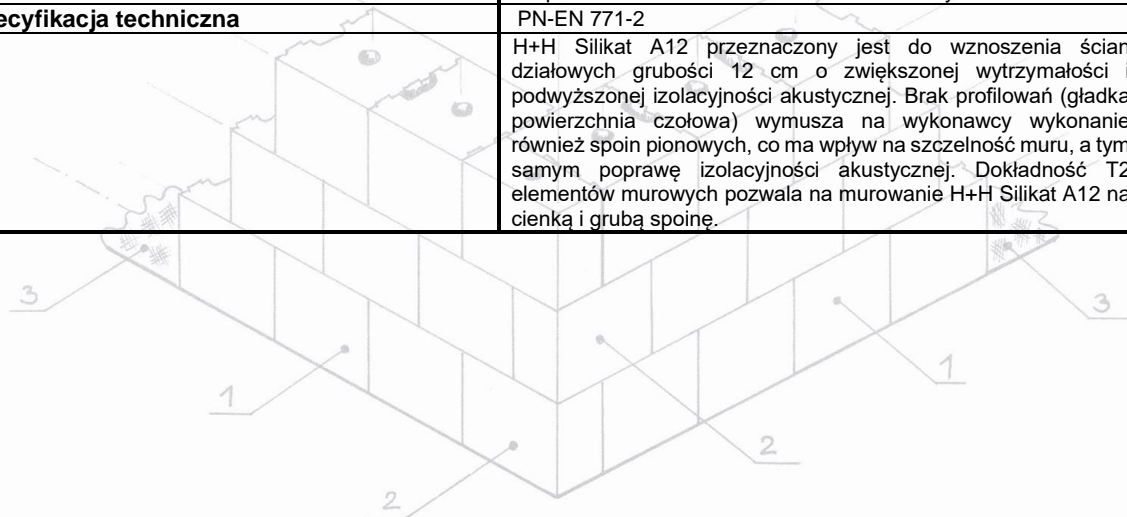 ecyfikacja techniczna
PN-EN 771-2
H+H Silikat A12 przeznaczony jest do wznoszenia ścian
działowych grubości 12 cm o zwiększonej wytrzymałości i
podwyższonej izolacyjności akustycznej. Brak profilowań (gładka
powierzchnia czołowa) wymusza na wykonawcy wykonanie
również spoin pionowych, co ma wpływ na szczelność muru, a tym
samym poprawę izolacyjności akustycznej. Dokładność T2
elementów murowych pozwala na murowanie H+H Silikat A12 na
cienką i grubą spoinę.
3
3
1
1
2
2